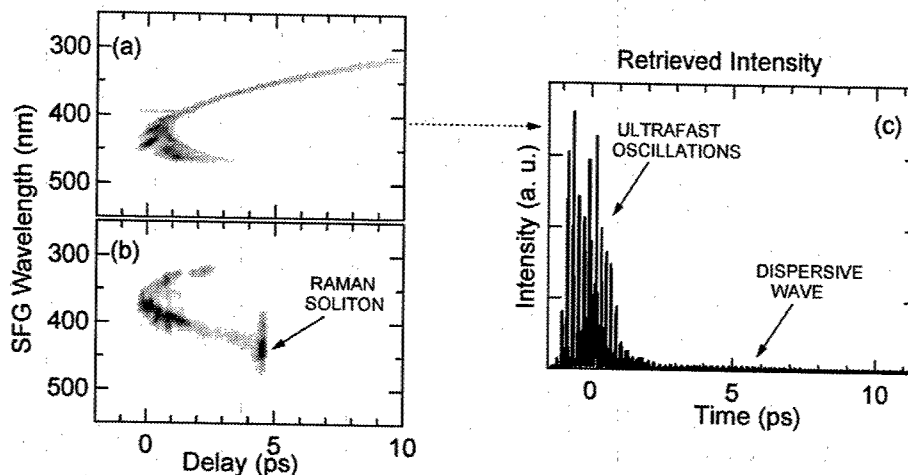 300
400
500
(a)
SFG Wavelength (nm)
300
400
500
(b)
RAMAN
SOLITON
0
5
10
Delay (ps)
Retrieved Intensity
(c)
ULTRAFAST
OSCILLATIONS
DISPERSIVE
WAVE
Intensity (a. u.)
0
5
10
Time (ps)